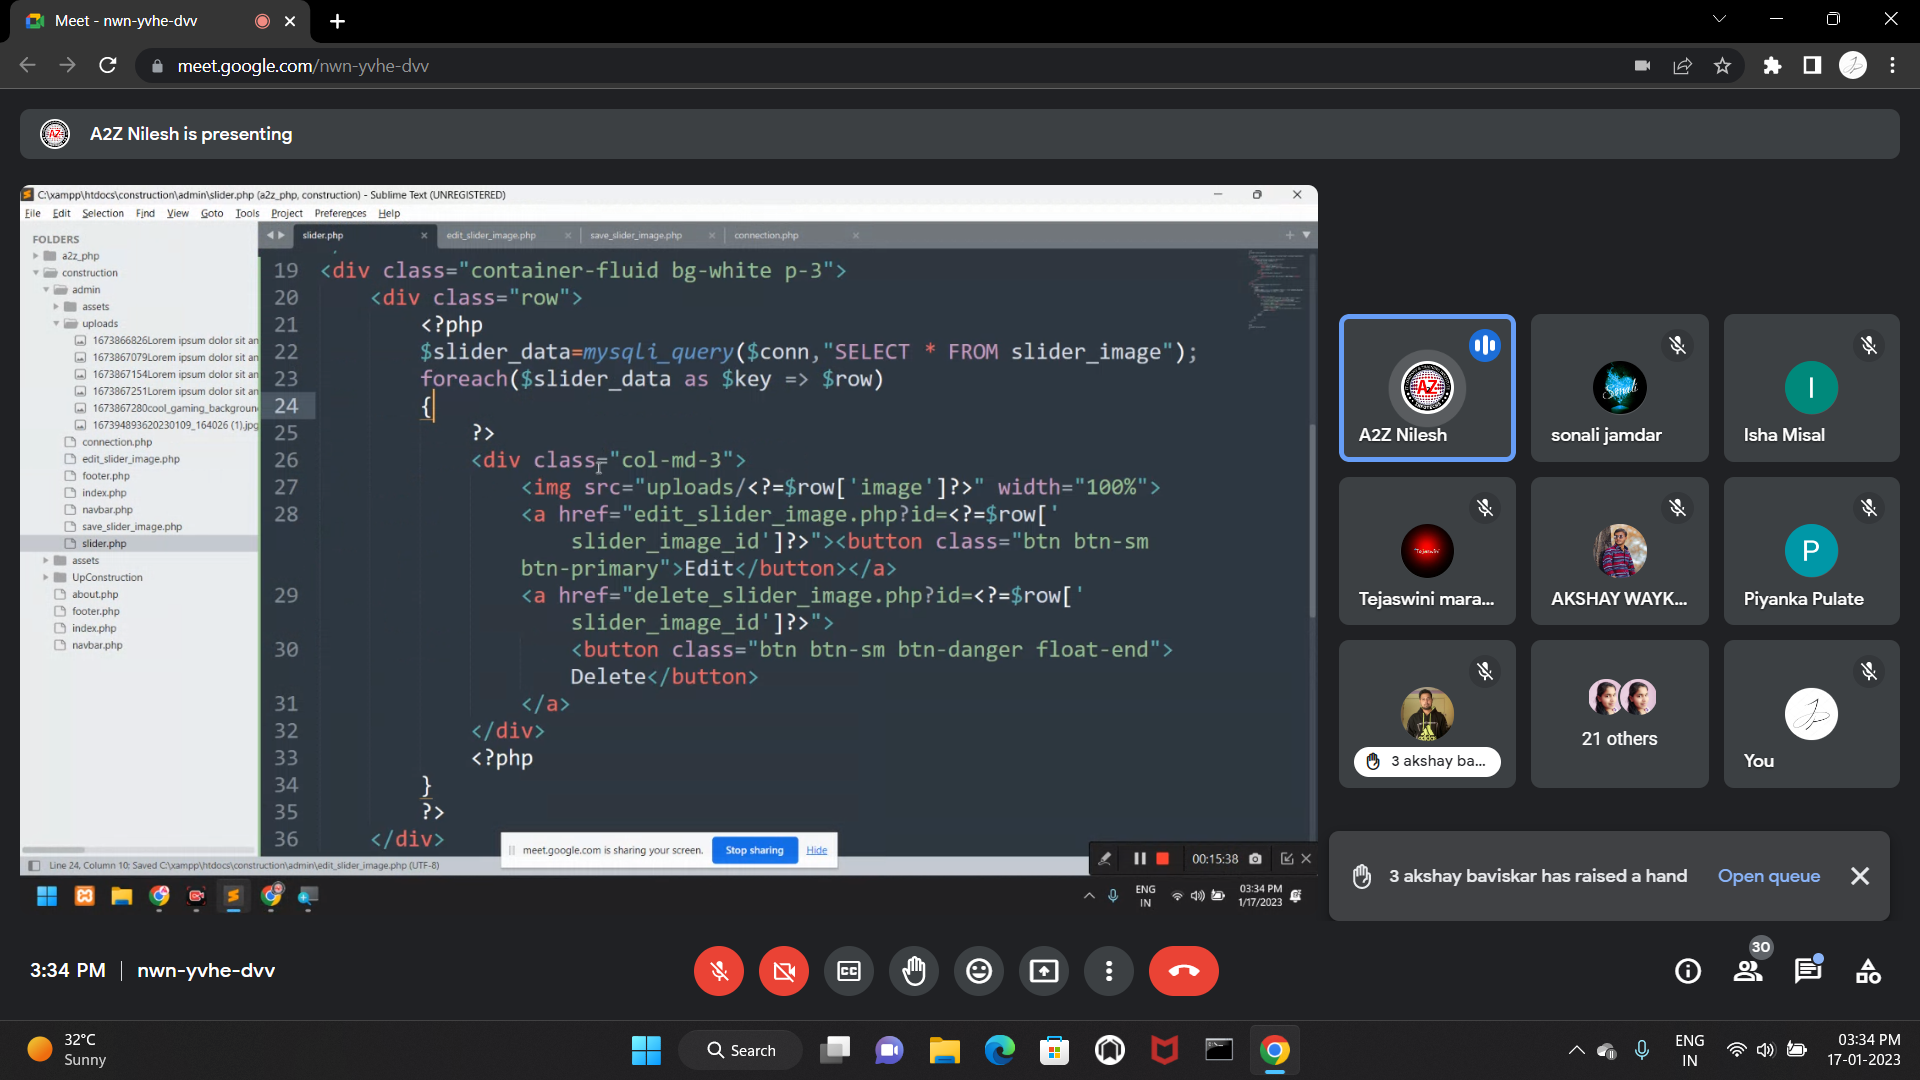 Meet - nwn-yvhe-dvv
meet.google.com/nwn-yvhe-dvv
A2Z Nilesh is presenting
C:\xampp\htdocs\construction\admin\slider.php (a2z_php, construction) - Sublime Text (UNREGISTERED)
File Edit Selection Find View Goto Tools Project Preferences Help
FOLDERS
a2z_php
construction
admin
assets
uploads
1673866826Lorem ipsum dolor sit an
1673867079Lorem ipsum dolor sit an
1673867154Lorem ipsum dolor sit an
1673867251Lorem ipsum dolor sit an
1673867280cool_gaming_backgroun
167394893620230109_164026 (1).jpg
connection.php
edit_slider_image.php
footer.php
index.php
navbar.php
save_slider_image.php
slider.php
assets
UpConstruction
about.php
footer.php
index.php
navbar.php
slider.php edit_slider_image.php save_slider_image.php connection.php
19 <div class="container-fluid bg-white p-3">
20 <div class="row">
21 <?php
22 $slider_data=mysqli_query($conn,"SELECT * FROM slider_image");
23 foreach($slider_data as $key => $row)
24 {
25 ?>
26 <div class="col-md-3">
27 <img src="uploads/<?=$row['image']?>" width="100%">
28 <a href="edit_slider_image.php?id=<?=$row['
slider_image_id']?>"><button class="btn btn-sm
btn-primary">Edit</button></a>
29 <a href="delete_slider_image.php?id=<?=$row['
slider_image_id']?>">
30 <button class="btn btn-sm btn-danger float-end">
Delete</button>
31 </a>
32 </div>
33 <?php
34 }
35 ?>
36 </div>
meet.google.com is sharing your screen. Stop sharing Hide
Line 24, Column 10: Saved C:\xampp\htdocs\construction\admin\edit_slider_image.php (UTF-8)
00:15:38
ENG
IN
03:34 PM
1/17/2023
AZ
A2Z Nilesh
Sonali
sonali jamdar
I
Isha Misal
"Tejaswini"
Tejaswini mara...
AKSHAY WAYK...
P
Piyanka Pulate
3 akshay ba...
21 others
You
3 akshay baviskar has raised a hand Open queue
3:34 PM | nwn-yvhe-dvv
30
32°C
Sunny
Search
ENG
IN
03:34 PM
17-01-2023